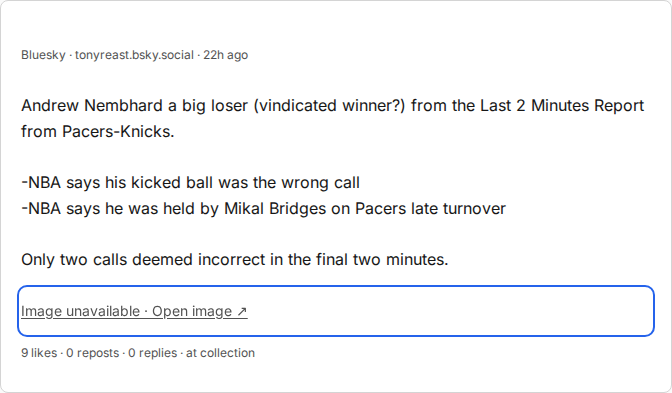 Bluesky · tonyreast.bsky.social · 22h ago
Andrew Nembhard a big loser (vindicated winner?) from the Last 2 Minutes Report
from Pacers-Knicks.
-NBA says his kicked ball was the wrong call
-NBA says he was held by Mikal Bridges on Pacers late turnover
Only two calls deemed incorrect in the final two minutes.
Image unavailable · Open image ↗
9 likes · 0 reposts · 0 replies · at collection